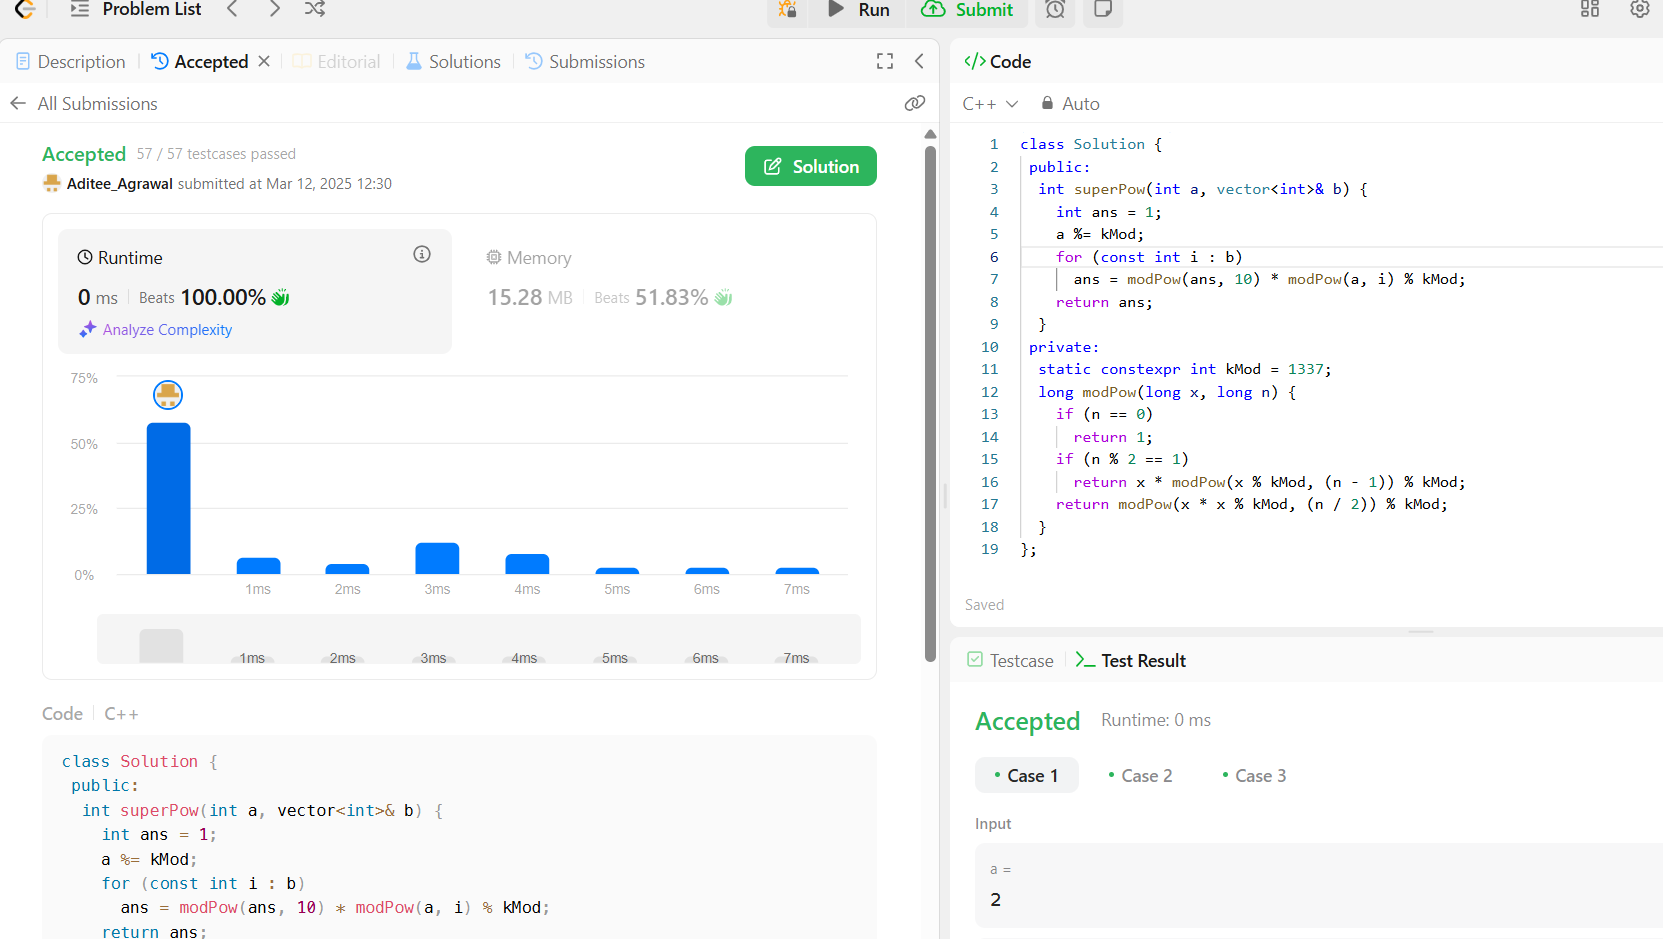 Problem List
Run
Submit
Description
Accepted
Editorial
Solutions
Submissions
All Submissions
Accepted 57 / 57 testcases passed
Aditee_Agrawal submitted at Mar 12, 2025 12:30
Solution
Runtime
0 ms
Beats 100.00%
Analyze Complexity
Memory
15.28 MB
Beats 51.83%
75%
50%
25%
0%
1ms 2ms 3ms 4ms 5ms 6ms 7ms
1ms 2ms 3ms 4ms 5ms 6ms 7ms
Code
C++
class Solution {
public:
int superPow(int a, vector<int>& b) {
int ans = 1;
a %= kMod;
for (const int i : b)
ans = modPow(ans, 10) * modPow(a, i) % kMod;
return ans;
</> Code
C++
Auto
1 class Solution {
2 public:
3 int superPow(int a, vector<int>& b) {
4 int ans = 1;
5 a %= kMod;
6 for (const int i : b)
7 ans = modPow(ans, 10) * modPow(a, i) % kMod;
8 return ans;
9 }
10 private:
11 static constexpr int kMod = 1337;
12 long modPow(long x, long n) {
13 if (n == 0)
14 return 1;
15 if (n % 2 == 1)
16 return x * modPow(x % kMod, (n - 1)) % kMod;
17 return modPow(x * x % kMod, (n / 2)) % kMod;
18 }
19 };
Saved
Testcase
Test Result
Accepted Runtime: 0 ms
Case 1
Case 2
Case 3
Input
a =
2